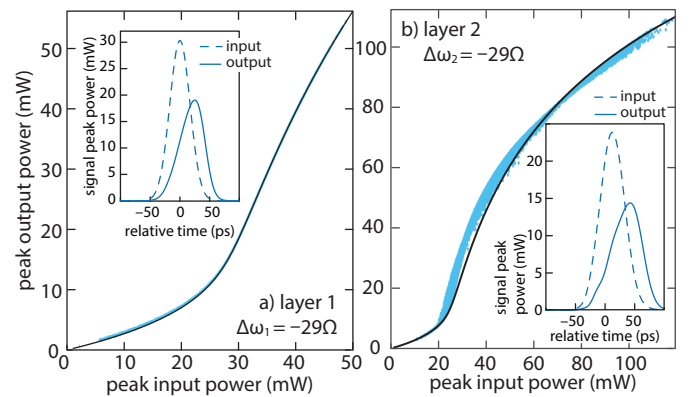 peak output power (mW)
50
40
30
20
10
0
signal peak power (mW)
30
25
20
15
10
5
0
input
output
−50
0
50
relative time (ps)
a) layer 1
Δω₁ = −29Ω
0
10
20
30
40
50
peak input power (mW)
b) layer 2
Δω₂ = −29Ω
100
80
60
40
20
0
input
output
signal peak
power (mW)
20
15
10
5
0
−50
0
50
relative time (ps)
0
20
40
60
80
100
peak input power (mW)